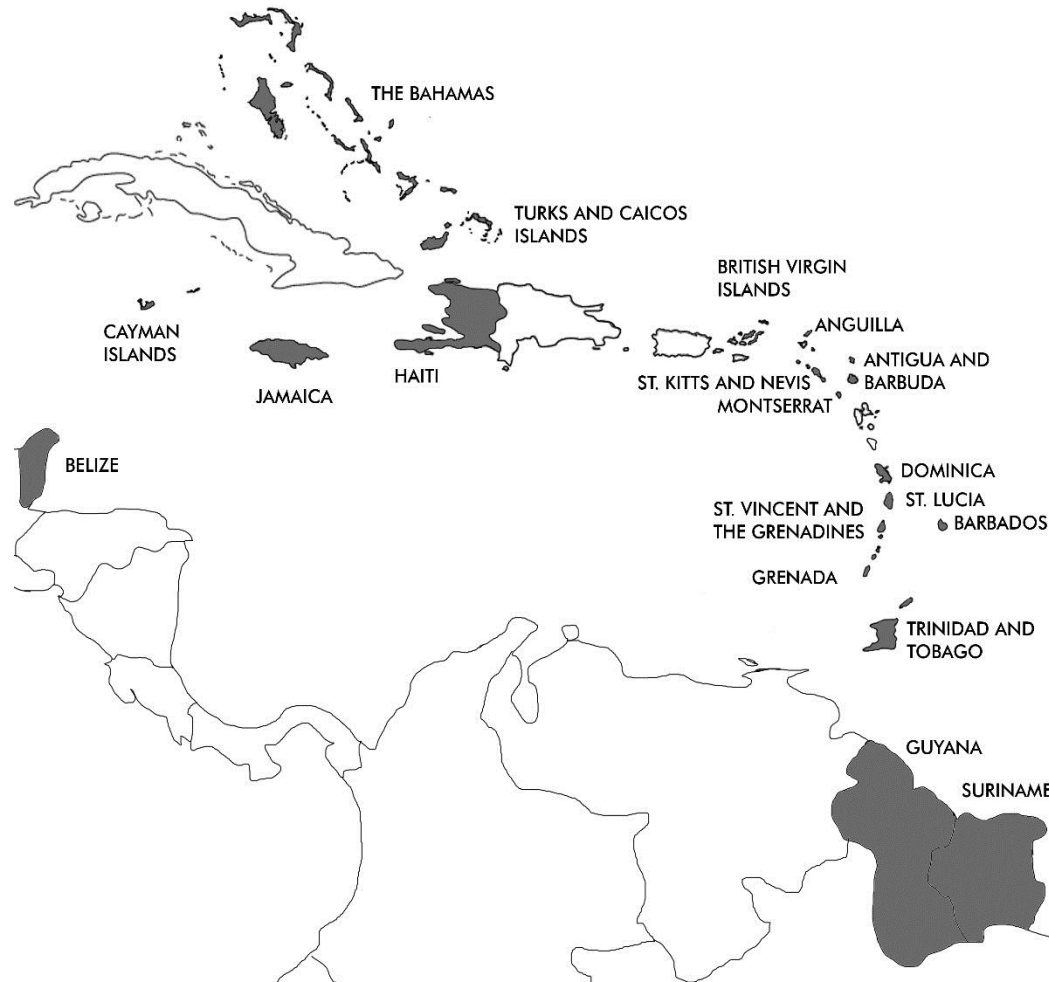 THE BAHAMAS
TURKS AND CAICOS
ISLANDS
BRITISH VIRGIN
ISLANDS
CAYMAN
ISLANDS
JAMAICA
HAITI
ANGUILLA
ST. KITTS AND NEVIS
MONTSERRAT
ANTIGUA AND
BARBUDA
BELIZE
DOMINICA
ST. LUCIA
ST. VINCENT AND
THE GRENADINES
BARBADOS
GRENADA
TRINIDAD AND
TOBAGO
GUYANA
SURINAME